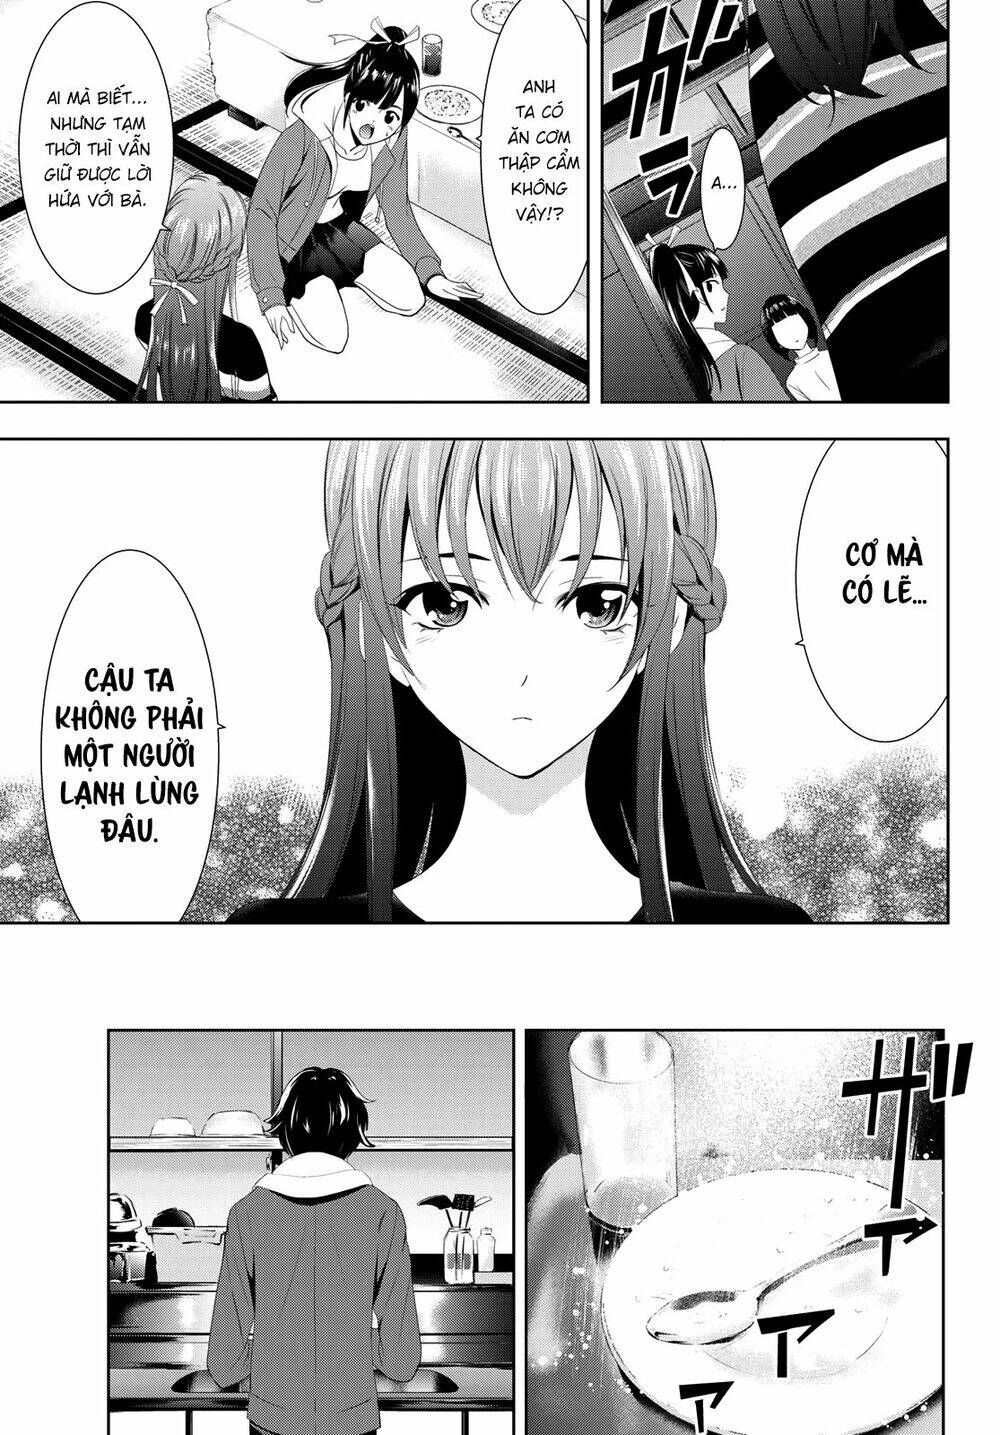 ガラ
A...
ANH
TA CÓ
ĂN CƠM
THẬP CẨM
KHÔNG
VẬY!?
AI MÀ BIẾT...
NHƯNG TẠM
THỜI THÌ VẪN
GIỮ ĐƯỢC LỜI
HỨA VỚI BÀ.
CƠ MÀ
CÓ LẼ...
CẬU TA
KHÔNG PHẢI
MỘT NGƯỜI
LẠNH LÙNG
ĐÂU.
ザアアア